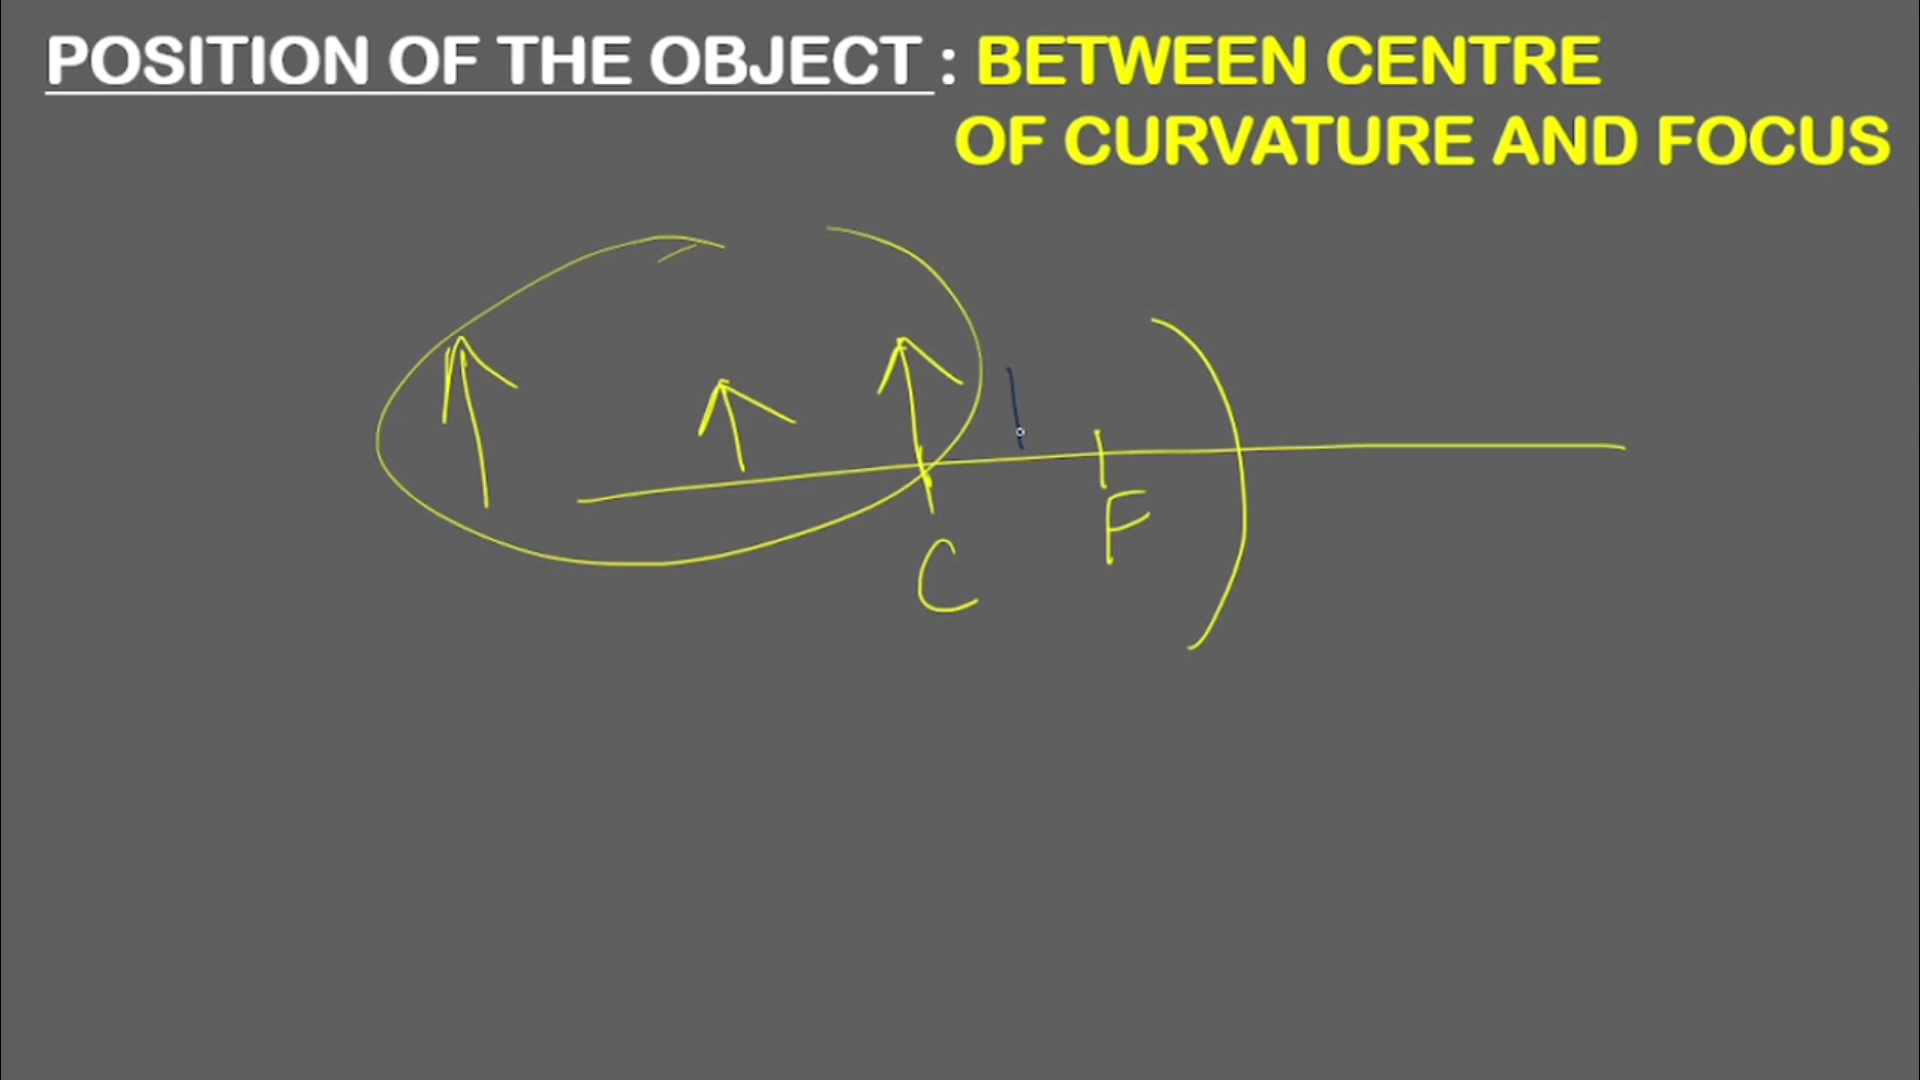 POSITION OF THE OBJECT : BETWEEN CENTRE
OF CURVATURE AND FOCUS
F
C